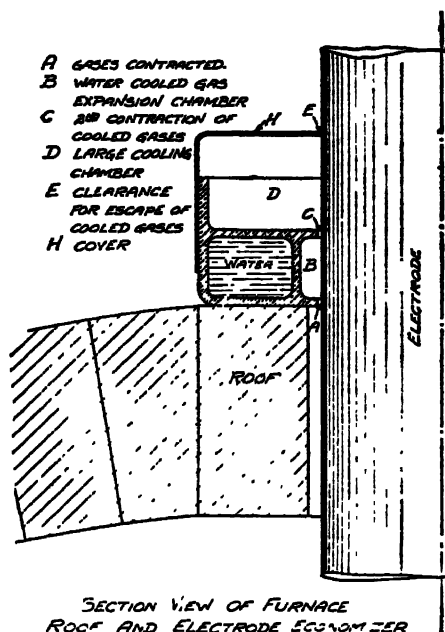 A GASES CONTRACTED.
B WATER COOLED GAS
EXPANSION CHAMBER
C 2ND CONTRACTION OF
COOLED GASES
D LARGE COOLING
CHAMBER
E CLEARANCE
FOR ESCAPE OF
COOLED GASES
H COVER
H
E
D
C
WATER
B
A
ELECTRODE
ROOF
SECTION VIEW OF FURNACE
ROOF AND ELECTRODE ECONOMIZER